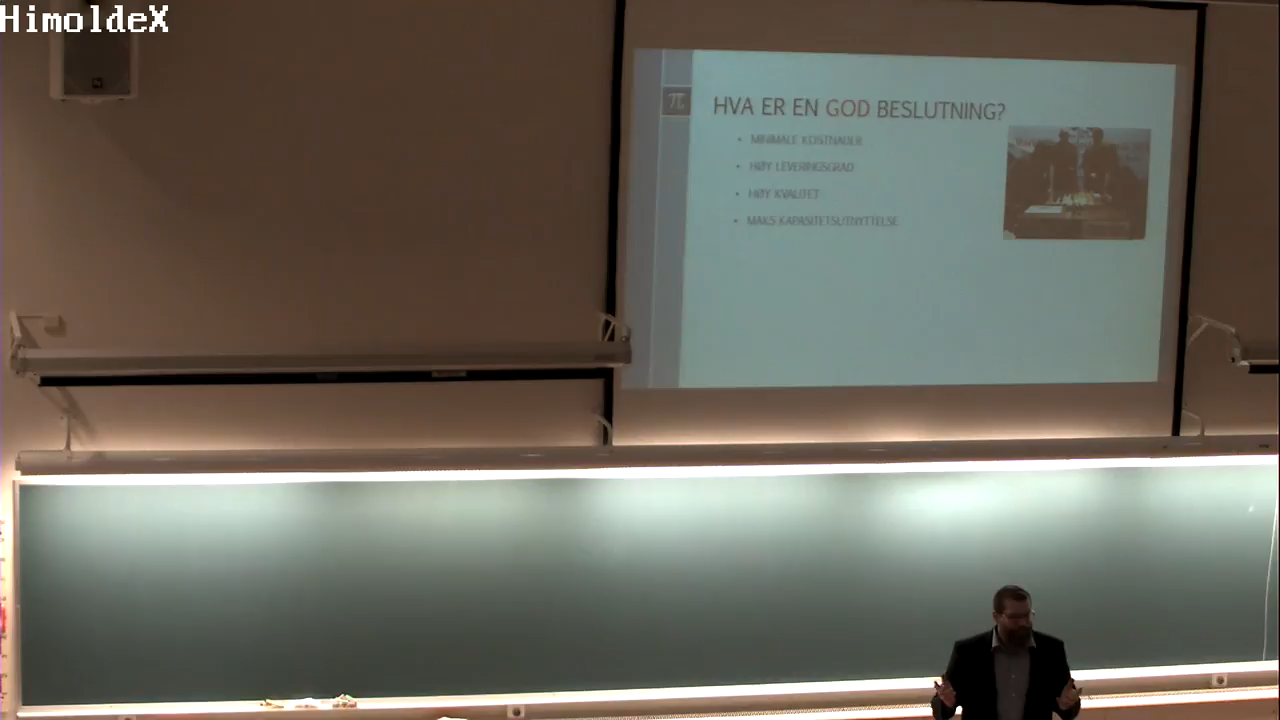 HimoldeX
π
HVA ER EN GOD BESLUTNING?
• MINIMALE KOSTNADER
• HØY LEVERINGSGRAD
• HØY KVALITET
• MAKS KAPASITETSUTNYTTELSE